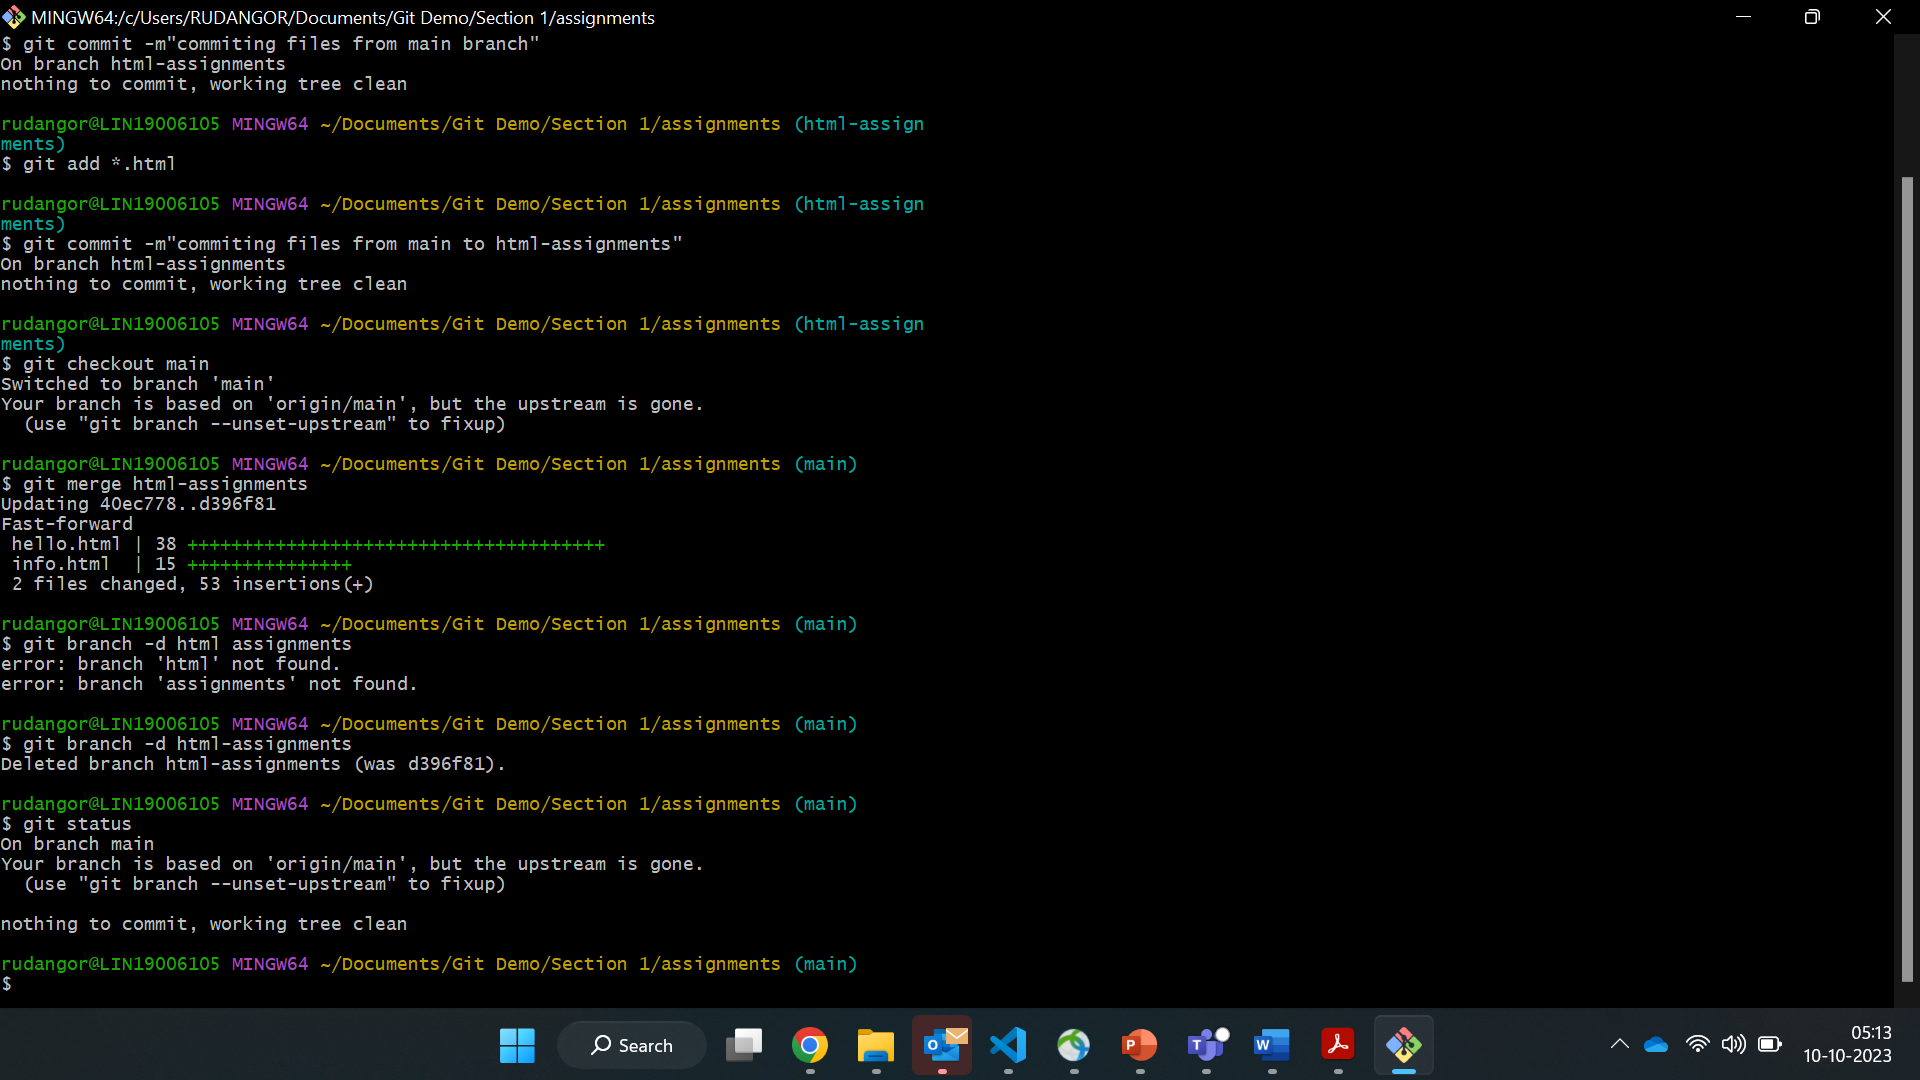 MINGW64:/c/Users/RUDANGOR/Documents/Git Demo/Section 1/assignments
$ git commit -m"commiting files from main branch"
On branch html-assignments
nothing to commit, working tree clean
rudangor@LIN19006105 MINGW64 ~/Documents/Git Demo/Section 1/assignments (html-assign
ments)
$ git add *.html
rudangor@LIN19006105 MINGW64 ~/Documents/Git Demo/Section 1/assignments (html-assign
ments)
$ git commit -m"commiting files from main to html-assignments"
On branch html-assignments
nothing to commit, working tree clean
rudangor@LIN19006105 MINGW64 ~/Documents/Git Demo/Section 1/assignments (html-assign
ments)
$ git checkout main
Switched to branch 'main'
Your branch is based on 'origin/main', but the upstream is gone.
  (use "git branch --unset-upstream" to fixup)
rudangor@LIN19006105 MINGW64 ~/Documents/Git Demo/Section 1/assignments (main)
$ git merge html-assignments
Updating 40ec778..d396f81
Fast-forward
 hello.html | 38 ++++++++++++++++++++++++++++++++++++++
 info.html  | 15 +++++++++++++++
 2 files changed, 53 insertions(+)
rudangor@LIN19006105 MINGW64 ~/Documents/Git Demo/Section 1/assignments (main)
$ git branch -d html assignments
error: branch 'html' not found.
error: branch 'assignments' not found.
rudangor@LIN19006105 MINGW64 ~/Documents/Git Demo/Section 1/assignments (main)
$ git branch -d html-assignments
Deleted branch html-assignments (was d396f81).
rudangor@LIN19006105 MINGW64 ~/Documents/Git Demo/Section 1/assignments (main)
$ git status
On branch main
Your branch is based on 'origin/main', but the upstream is gone.
  (use "git branch --unset-upstream" to fixup)
nothing to commit, working tree clean
rudangor@LIN19006105 MINGW64 ~/Documents/Git Demo/Section 1/assignments (main)
$
Search
05:13
10-10-2023